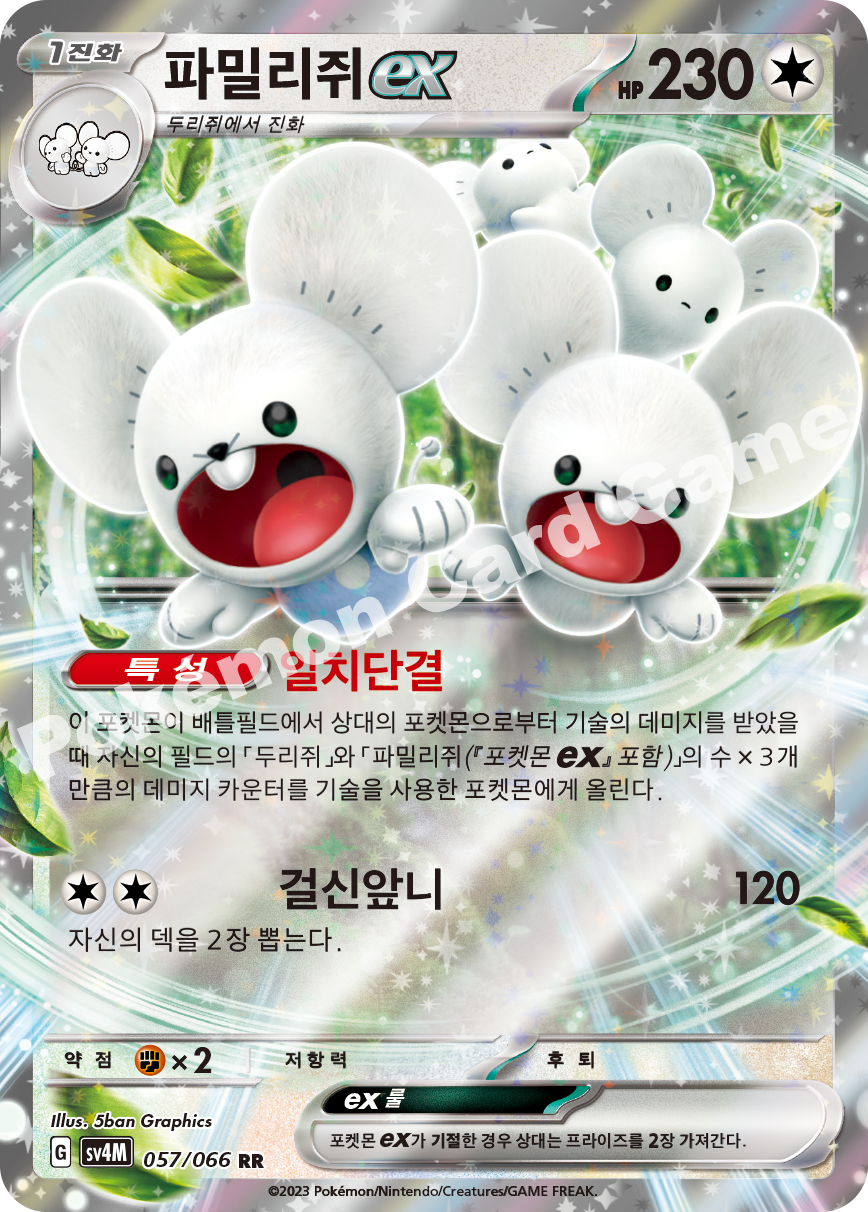 1진화
파밀리쥐ex
HP 230
두리쥐에서 진화
Pokémon Card Game
특성 일치단결
이 포켓몬이 배틀필드에서 상대의 포켓몬으로부터 기술의 데미지를 받았을
때 자신의 필드의 「두리쥐」와 「파밀리쥐(『포켓몬 ex』 포함)」의 수 × 3개
만큼의 데미지 카운터를 기술을 사용한 포켓몬에게 올린다.
걸신앞니 120
자신의 덱을 2장 뽑는다.
약점 ×2 저항력 후퇴
ex 룰
포켓몬 ex가 기절한 경우 상대는 프라이즈를 2장 가져간다.
Illus. 5ban Graphics
G sv4M 057/066 RR
©2023 Pokémon/Nintendo/Creatures/GAME FREAK.